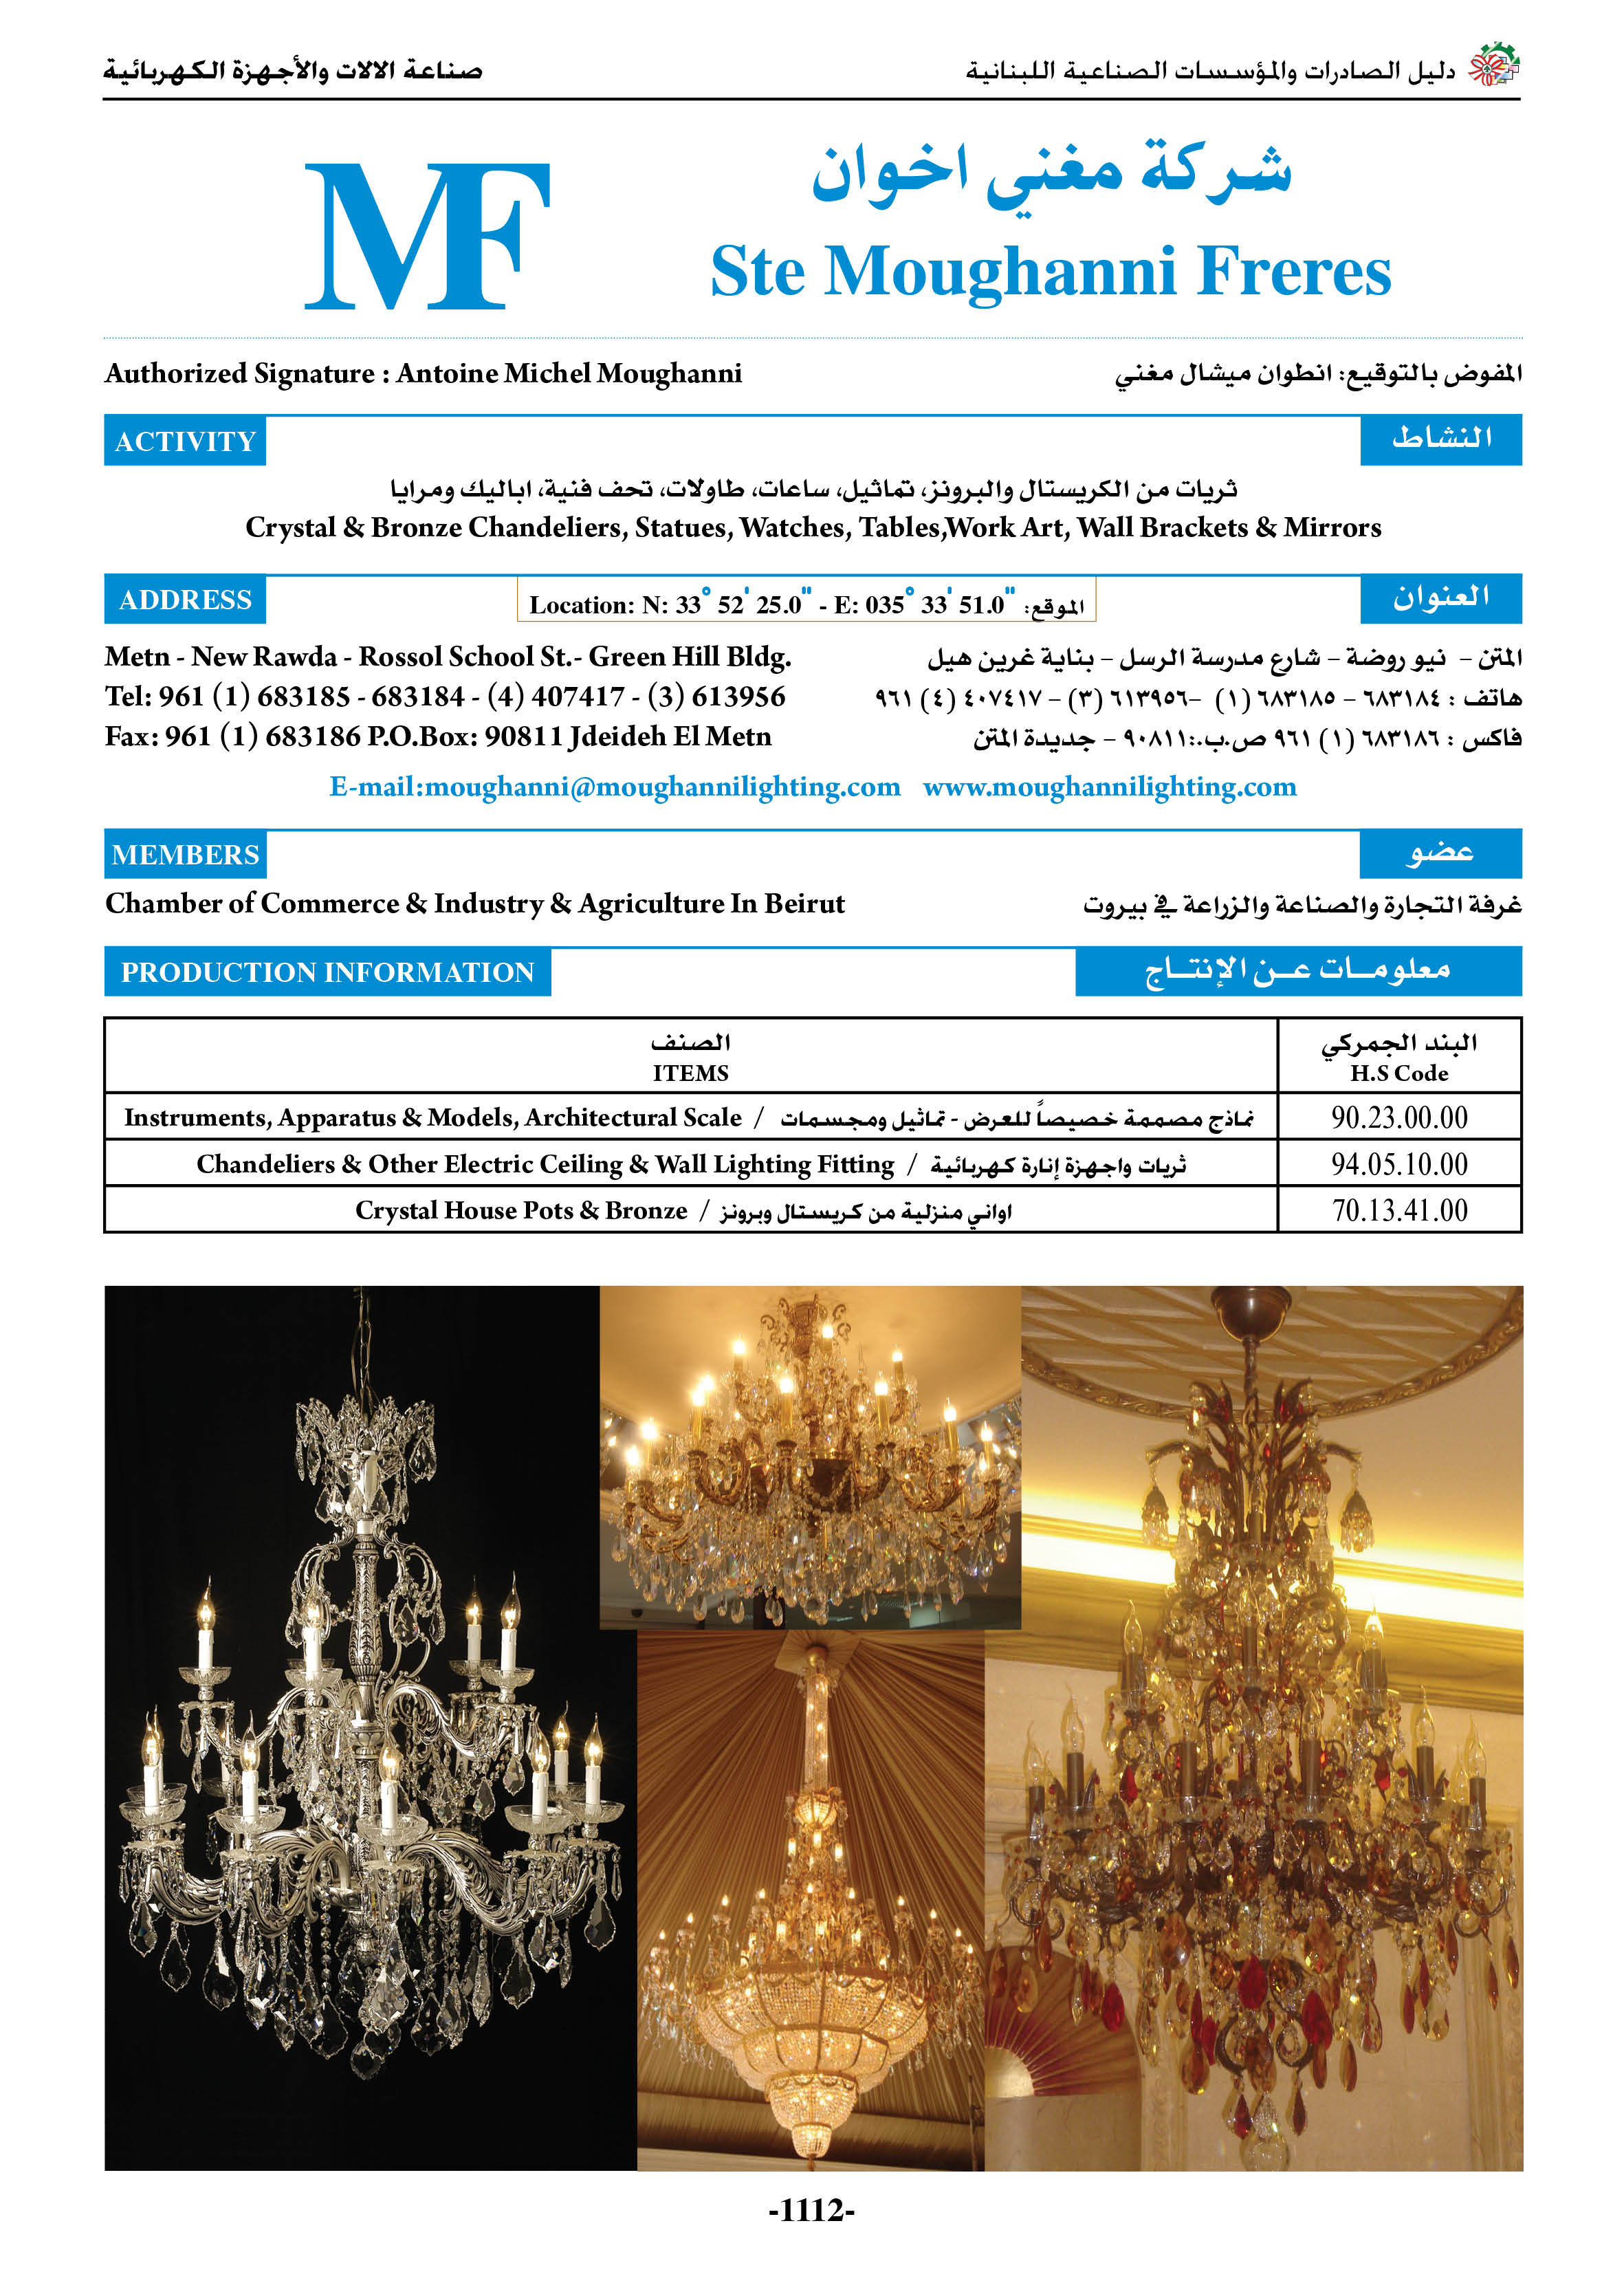 دليل الصادرات والمؤسسات الصناعية اللبنانية
صناعة الالات والأجهزة الكهربائية
MF
شركة مغني اخوان
Ste Moughanni Freres
Authorized Signature : Antoine Michel Moughanni
المفوض بالتوقيع: انطوان ميشال مغني
ACTIVITY
النشاط
ثريات من الكريستال والبرونز، تماثيل، ساعات، طاولات، تحف فنية، اباليك ومرايا
Crystal & Bronze Chandeliers, Statues, Watches, Tables,Work Art, Wall Brackets & Mirrors
ADDRESS
Location: N: 33° 52' 25.0" - E: 035° 33' 51.0" :الموقع
العنوان
Metn - New Rawda - Rossol School St.- Green Hill Bldg.
المتن - نيو روضة - شارع مدرسة الرسل - بناية غرين هيل
Tel: 961 (1) 683185 - 683184 - (4) 407417 - (3) 613956
هاتف : ٦٨٣١٨٤ - ٦٨٣١٨٥ (١) -٦١٣٩٥٦ (٣) - ٤٠٧٤١٧ (٤) ٩٦١
Fax: 961 (1) 683186 P.O.Box: 90811 Jdeideh El Metn
فاكس : ٦٨٣١٨٦ (١) ٩٦١ ص.ب.:٩٠٨١١ - جديدة المتن
E-mail:moughanni@moughannilighting.com www.moughannilighting.com
MEMBERS
عضو
Chamber of Commerce & Industry & Agriculture In Beirut
غرفة التجارة والصناعة والزراعة في بيروت
PRODUCTION INFORMATION
معلومـات عـن الإنتـاج
الصنف
البند الجمركي
ITEMS
H.S Code
Instruments, Apparatus & Models, Architectural Scale / نماذج مصممة خصيصاً للعرض - تماثيل ومجسمات
90.23.00.00
Chandeliers & Other Electric Ceiling & Wall Lighting Fitting / ثريات واجهزة إنارة كهربائية
94.05.10.00
Crystal House Pots & Bronze / اواني منزلية من كريستال وبرونز
70.13.41.00
-1112-